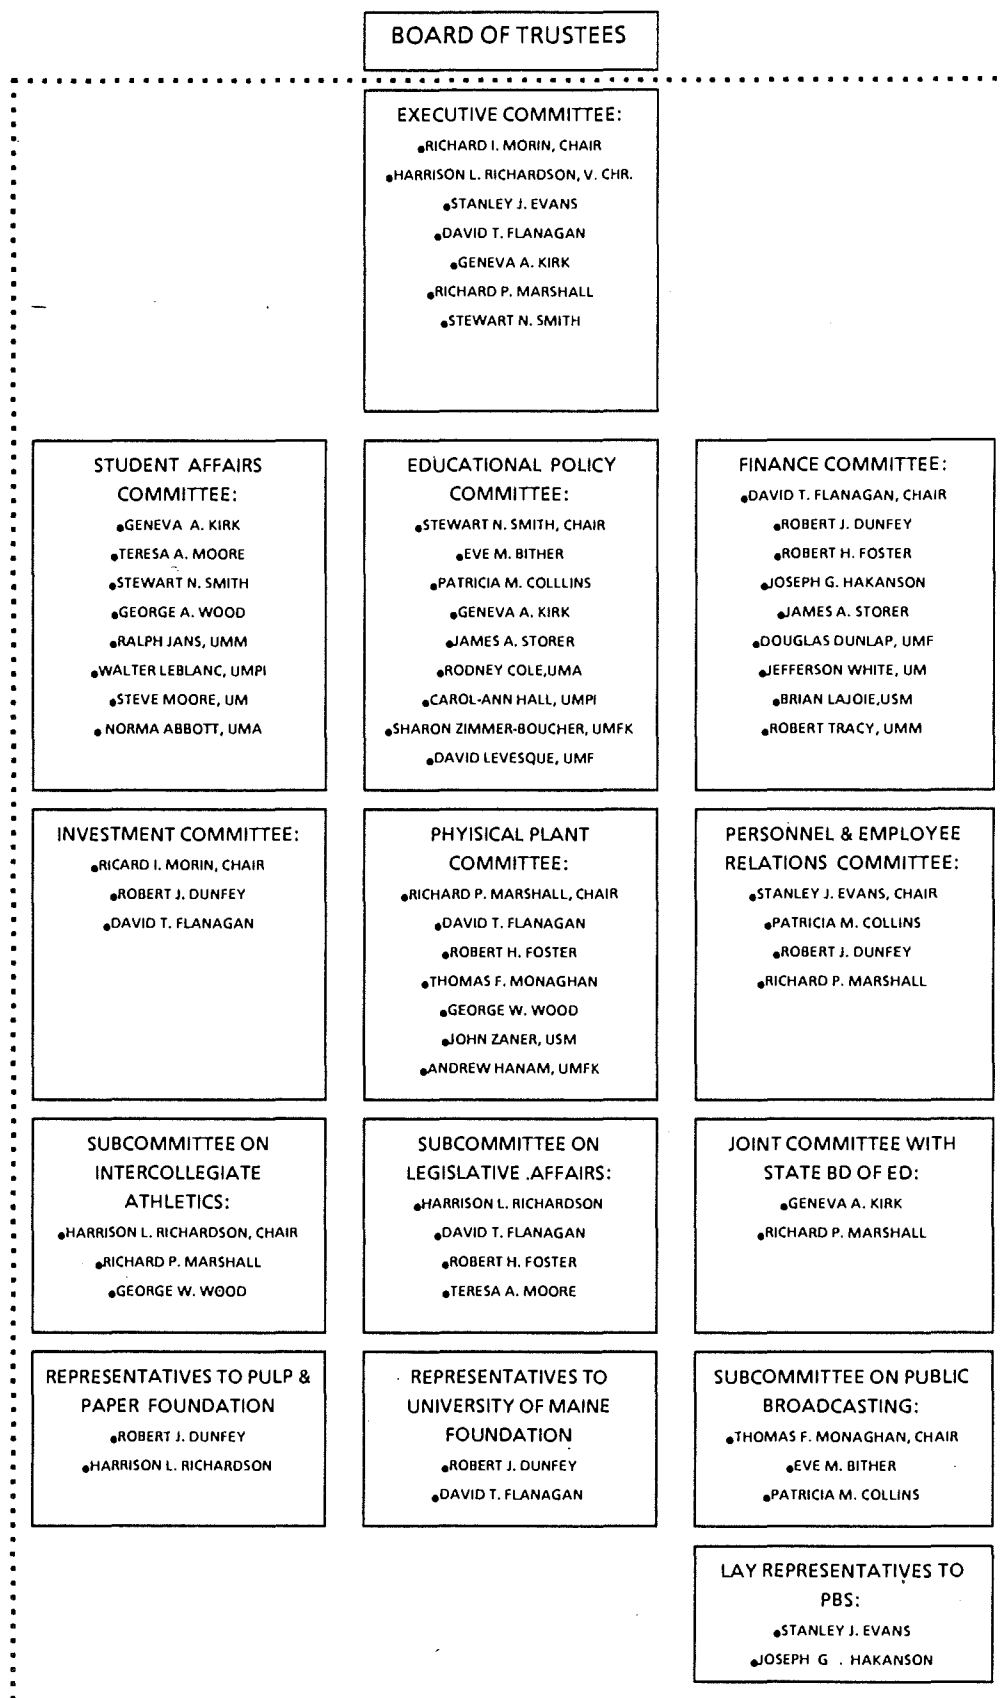 BOARD OF TRUSTEES
EXECUTIVE COMMITTEE:
•RICHARD I. MORIN, CHAIR
•HARRISON L. RICHARDSON, V. CHR.
•STANLEY J. EVANS
•DAVID T. FLANAGAN
•GENEVA A. KIRK
•RICHARD P. MARSHALL
•STEWART N. SMITH
STUDENT AFFAIRS
COMMITTEE:
•GENEVA A. KIRK
•TERESA A. MOORE
•STEWART N. SMITH
•GEORGE A. WOOD
•RALPH JANS, UMM
•WALTER LEBLANC, UMPI
•STEVE MOORE, UM
•NORMA ABBOTT, UMA
EDUCATIONAL POLICY
COMMITTEE:
•STEWART N. SMITH, CHAIR
•EVE M. BITHER
•PATRICIA M. COLLLINS
•GENEVA A. KIRK
•JAMES A. STORER
•RODNEY COLE,UMA
•CAROL-ANN HALL, UMPI
•SHARON ZIMMER-BOUCHER, UMFK
•DAVID LEVESQUE, UMF
FINANCE COMMITTEE:
•DAVID T. FLANAGAN, CHAIR
•ROBERT J. DUNFEY
•ROBERT H. FOSTER
•JOSEPH G. HAKANSON
•JAMES A. STORER
•DOUGLAS DUNLAP, UMF
•JEFFERSON WHITE, UM
•BRIAN LAJOIE,USM
•ROBERT TRACY, UMM
INVESTMENT COMMITTEE:
•RICARD I. MORIN, CHAIR
•ROBERT J. DUNFEY
•DAVID T. FLANAGAN
PHYISICAL PLANT
COMMITTEE:
•RICHARD P. MARSHALL, CHAIR
•DAVID T. FLANAGAN
•ROBERT H. FOSTER
•THOMAS F. MONAGHAN
•GEORGE W. WOOD
•JOHN ZANER, USM
•ANDREW HANAM, UMFK
PERSONNEL & EMPLOYEE
RELATIONS COMMITTEE:
•STANLEY J. EVANS, CHAIR
•PATRICIA M. COLLINS
•ROBERT J. DUNFEY
•RICHARD P. MARSHALL
SUBCOMMITTEE ON
INTERCOLLEGIATE
ATHLETICS:
•HARRISON L. RICHARDSON, CHAIR
•RICHARD P. MARSHALL
•GEORGE W. WOOD
SUBCOMMITTEE ON
LEGISLATIVE .AFFAIRS:
•HARRISON L. RICHARDSON
•DAVID T. FLANAGAN
•ROBERT H. FOSTER
•TERESA A. MOORE
JOINT COMMITTEE WITH
STATE BD OF ED:
•GENEVA A. KIRK
•RICHARD P. MARSHALL
REPRESENTATIVES TO PULP &
PAPER FOUNDATION
•ROBERT J. DUNFEY
•HARRISON L. RICHARDSON
REPRESENTATIVES TO
UNIVERSITY OF MAINE
FOUNDATION
•ROBERT J. DUNFEY
•DAVID T. FLANAGAN
SUBCOMMITTEE ON PUBLIC
BROADCASTING:
•THOMAS F. MONAGHAN, CHAIR
•EVE M. BITHER
•PATRICIA M. COLLINS
LAY REPRESENTATIVES TO
PBS:
•STANLEY J. EVANS
•JOSEPH G . HAKANSON